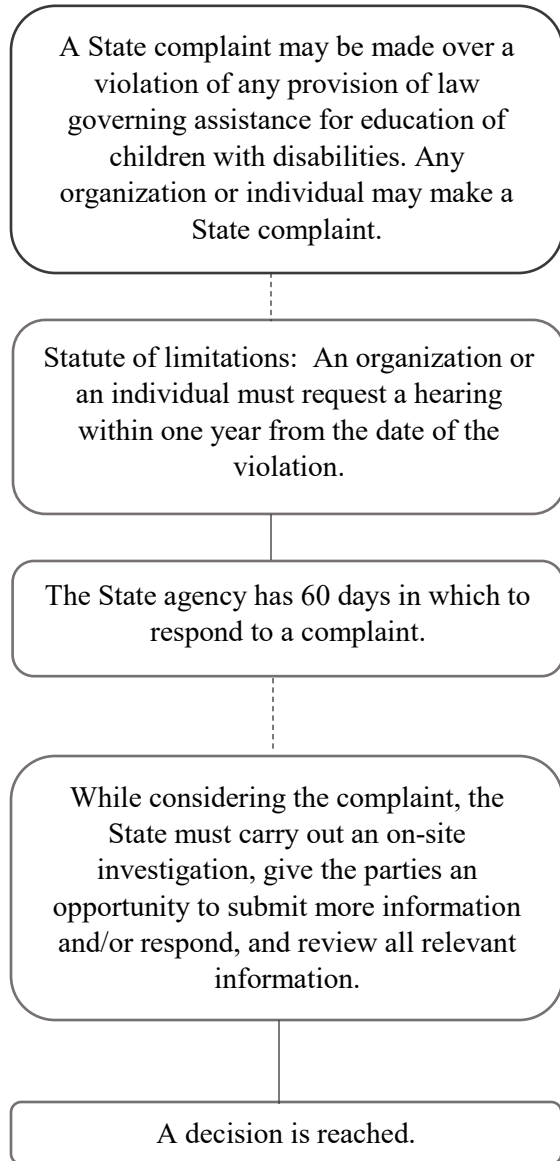 A State complaint may be made over a
violation of any provision of law
governing assistance for education of
children with disabilities. Any
organization or individual may make a
State complaint.
Statute of limitations:  An organization or
an individual must request a hearing
within one year from the date of the
violation.
The State agency has 60 days in which to
respond to a complaint.
While considering the complaint, the
State must carry out an on-site
investigation, give the parties an
opportunity to submit more information
and/or respond, and review all relevant
information.
A decision is reached.